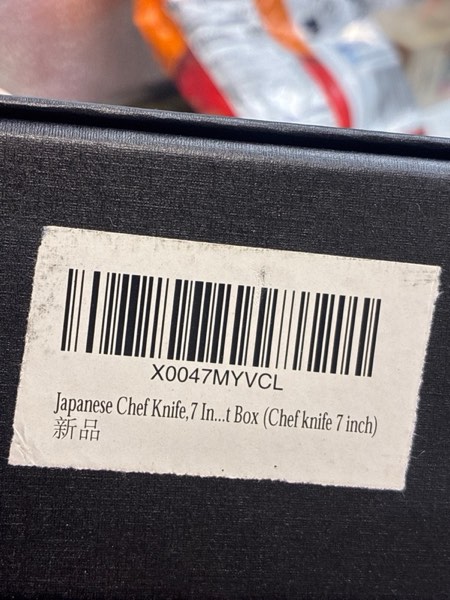 X0047MYVCL
Japanese Chef Knife,7 In...t Box (Chef knife 7 inch)
新品